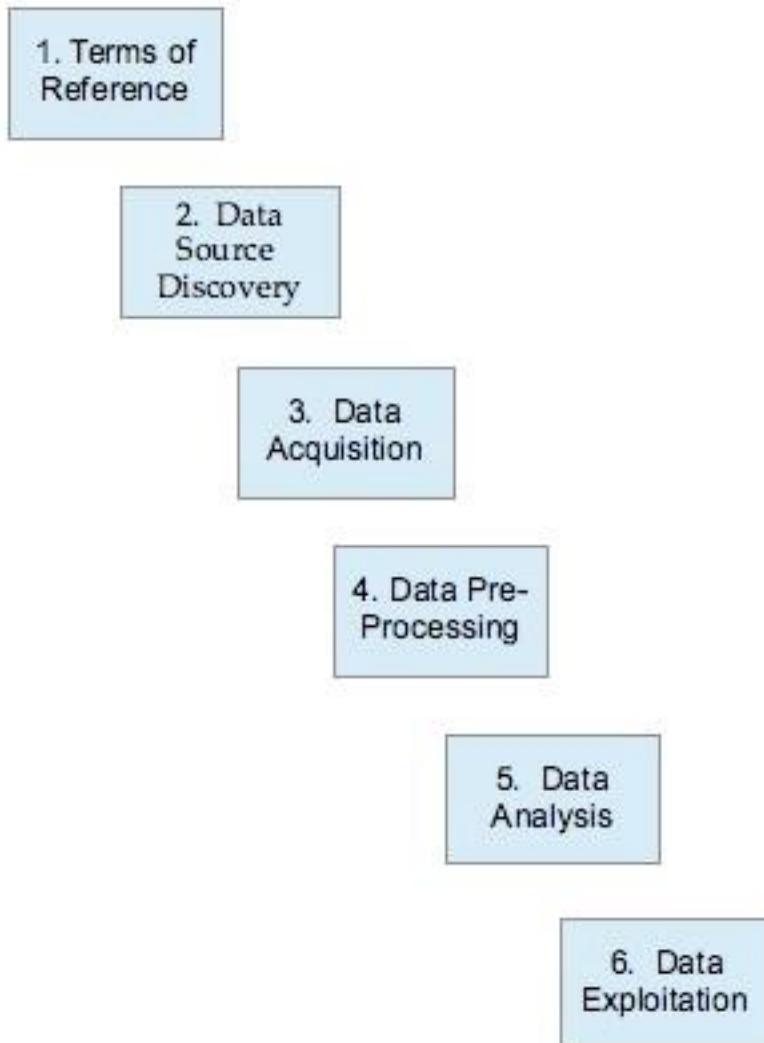 1. Terms of
Reference
2. Data
Source
Discovery
3. Data
Acquisition
4. Data Pre-
Processing
5. Data
Analysis
6. Data
Exploitation